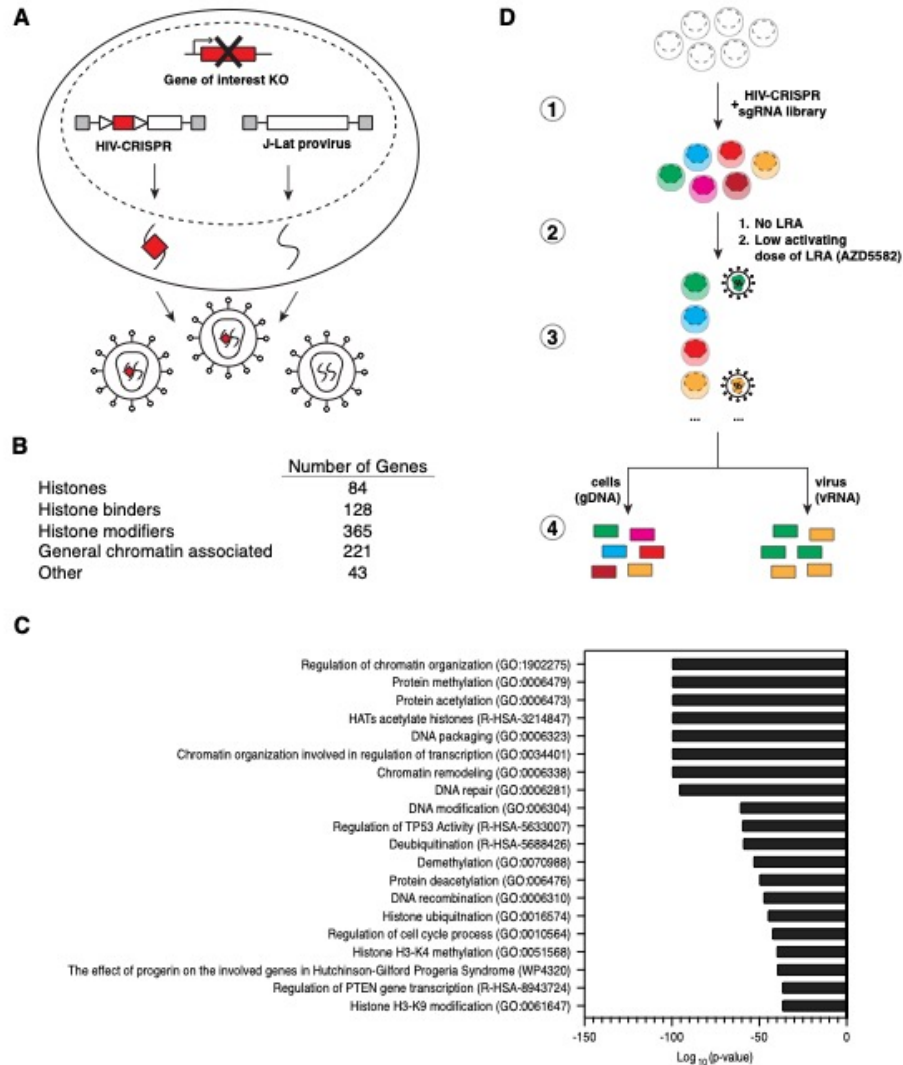 A
Gene of interest KO
HIV-CRISPR
J-Lat provirus
B
Number of Genes
Histones 84
Histone binders 128
Histone modifiers 365
General chromatin associated 221
Other 43
D
1
HIV-CRISPR
+ sgRNA library
2
1. No LRA
2. Low activating
dose of LRA (AZD5582)
3
... ...
cells
(gDNA)
virus
(vRNA)
4
C
Regulation of chromatin organization (GO:1902275)
Protein methylation (GO:0006479)
Protein acetylation (GO:0006473)
HATs acetylate histones (R-HSA-3214847)
DNA packaging (GO:0006323)
Chromatin organization involved in regulation of transcription (GO:0034401)
Chromatin remodeling (GO:0006338)
DNA repair (GO:0006281)
DNA modification (GO:006304)
Regulation of TP53 Activity (R-HSA-5633007)
Deubiquitination (R-HSA-5688426)
Demethylation (GO:0070988)
Protein deacetylation (GO:006476)
DNA recombination (GO:0006310)
Histone ubiquitnation (GO:0016574)
Regulation of cell cycle process (GO:0010564)
Histone H3-K4 methylation (GO:0051568)
The effect of progerin on the involved genes in Hutchinson-Gilford Progeria Syndrome (WP4320)
Regulation of PTEN gene transcription (R-HSA-8943724)
Histone H3-K9 modification (GO:0061647)
-150 -100 -50 0
Log10 (p-value)